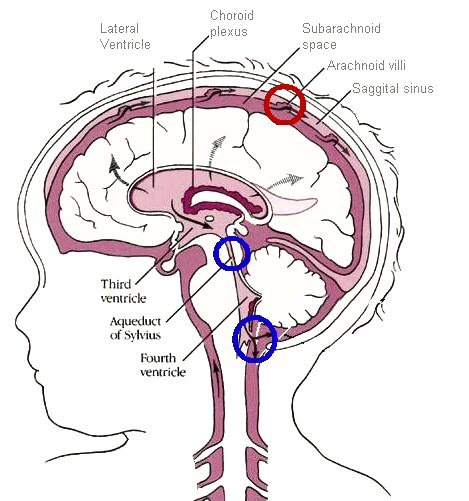 Lateral
Ventricle
Choroid
plexus
Subarachnoid
space
Arachnoid villi
Saggital sinus
Third
ventricle
Aqueduct
of Sylvius
Fourth
ventricle